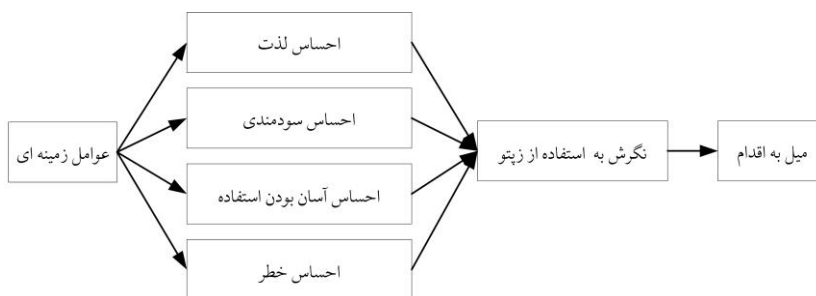 احساس لذت
احساس سودمندی
عوامل زمینه ای
نگرش به استفاده از زپتو
میل به اقدام
احساس آسان بودن استفاده
احساس خطر